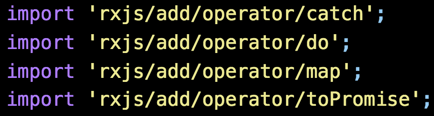 import 'rxjs/add/operator/catch';
import 'rxjs/add/operator/do';
import 'rxjs/add/operator/map';
import 'rxjs/add/operator/toPromise';